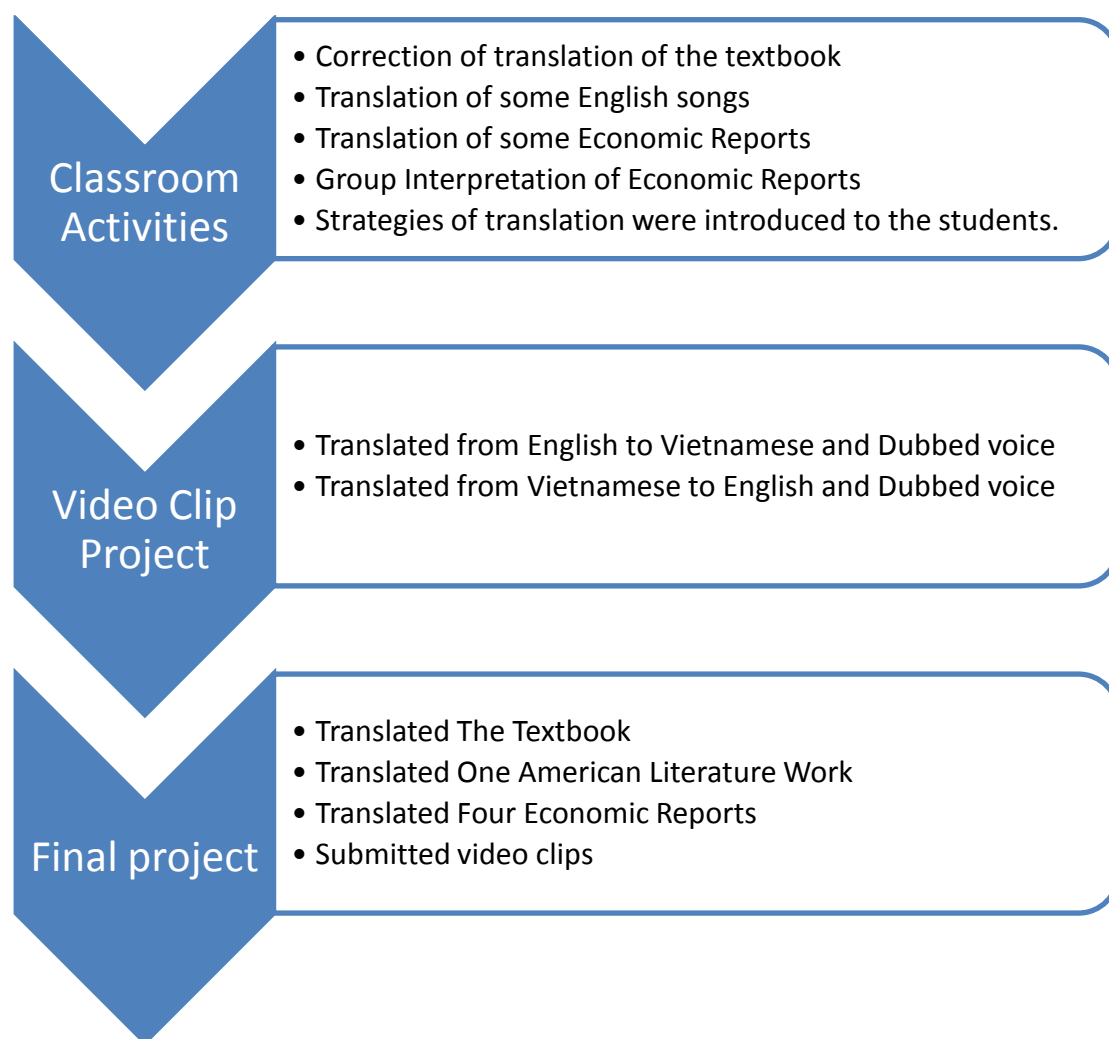 Classroom
Activities
• Correction of translation of the textbook
• Translation of some English songs
• Translation of some Economic Reports
• Group Interpretation of Economic Reports
• Strategies of translation were introduced to the students.
Video Clip
Project
• Translated from English to Vietnamese and Dubbed voice
• Translated from Vietnamese to English and Dubbed voice
Final project
• Translated The Textbook
• Translated One American Literature Work
• Translated Four Economic Reports
• Submitted video clips